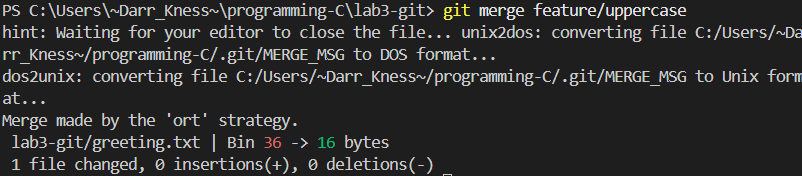 PS C:\Users\~Darr_Kness~\programming-C\lab3-git> git merge feature/uppercase
hint: Waiting for your editor to close the file... unix2dos: converting file C:/Users/~Da
rr_Kness~/programming-C/.git/MERGE_MSG to DOS format...
dos2unix: converting file C:/Users/~Darr_Kness~/programming-C/.git/MERGE_MSG to Unix form
at...
Merge made by the 'ort' strategy.
 lab3-git/greeting.txt | Bin 36 -> 16 bytes
 1 file changed, 0 insertions(+), 0 deletions(-)